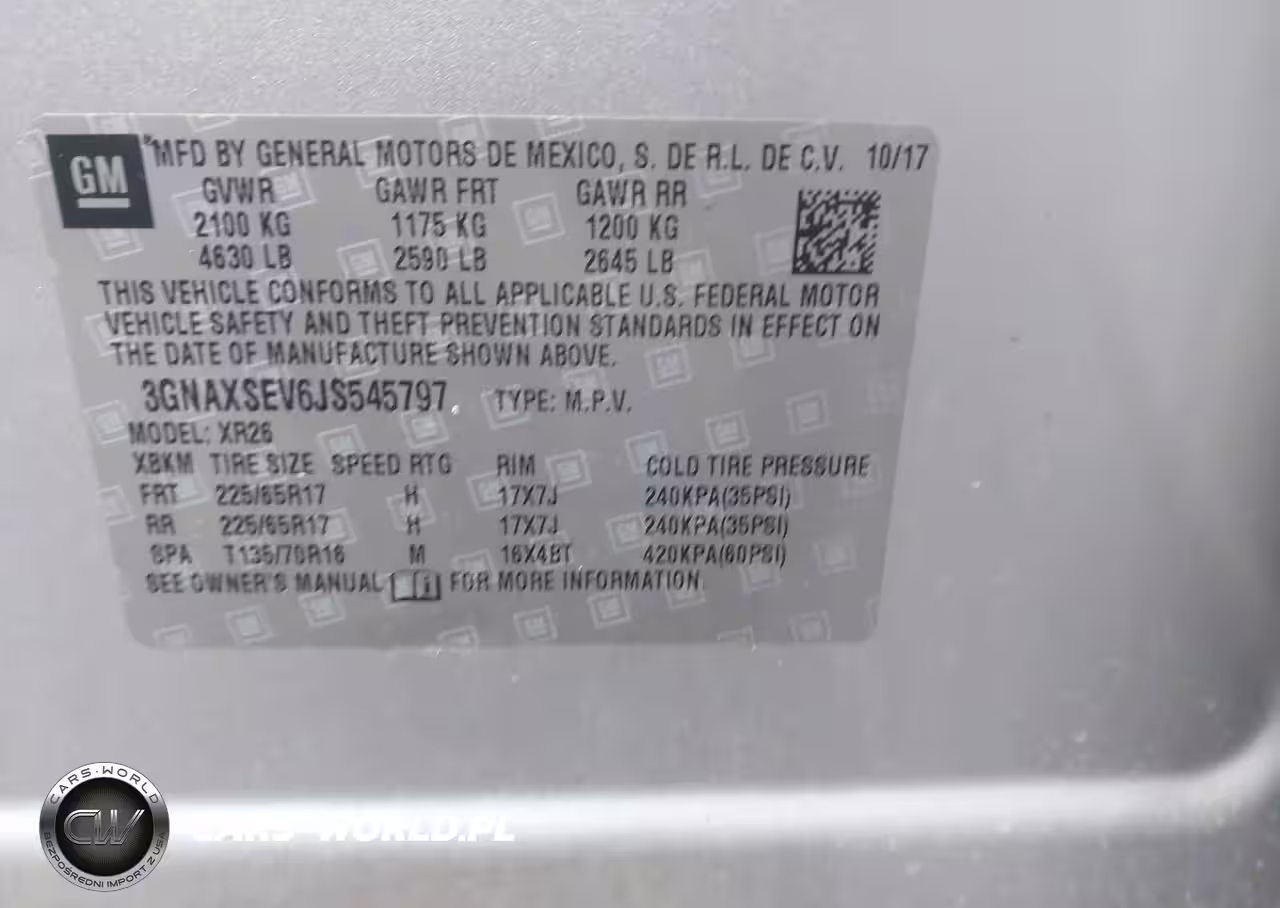 GM
*MFD BY GENERAL MOTORS DE MEXICO, S. DE R.L. DE C.V. 10/17
GVWR GAWR FRT GAWR RR
2100 KG 1175 KG 1200 KG
4630 LB 2590 LB 2645 LB
THIS VEHICLE CONFORMS TO ALL APPLICABLE U.S. FEDERAL MOTOR
VEHICLE SAFETY AND THEFT PREVENTION STANDARDS IN EFFECT ON
THE DATE OF MANUFACTURE SHOWN ABOVE.
3GNAXSEV6JS545797 TYPE: M.P.V.
MODEL: XR26
XBKM TIRE SIZE SPEED RTG RIM COLD TIRE PRESSURE
FRT 225/65R17 H 17X7J 240KPA(35PSI)
RR 225/65R17 H 17X7J 240KPA(35PSI)
SPA T135/70R16 M 16X4BT 420KPA(60PSI)
SEE OWNER'S MANUAL FOR MORE INFORMATION.
CARS-WORLD
CW
BEZPOŚREDNI IMPORT Z USA
CARS-WORLD.PL